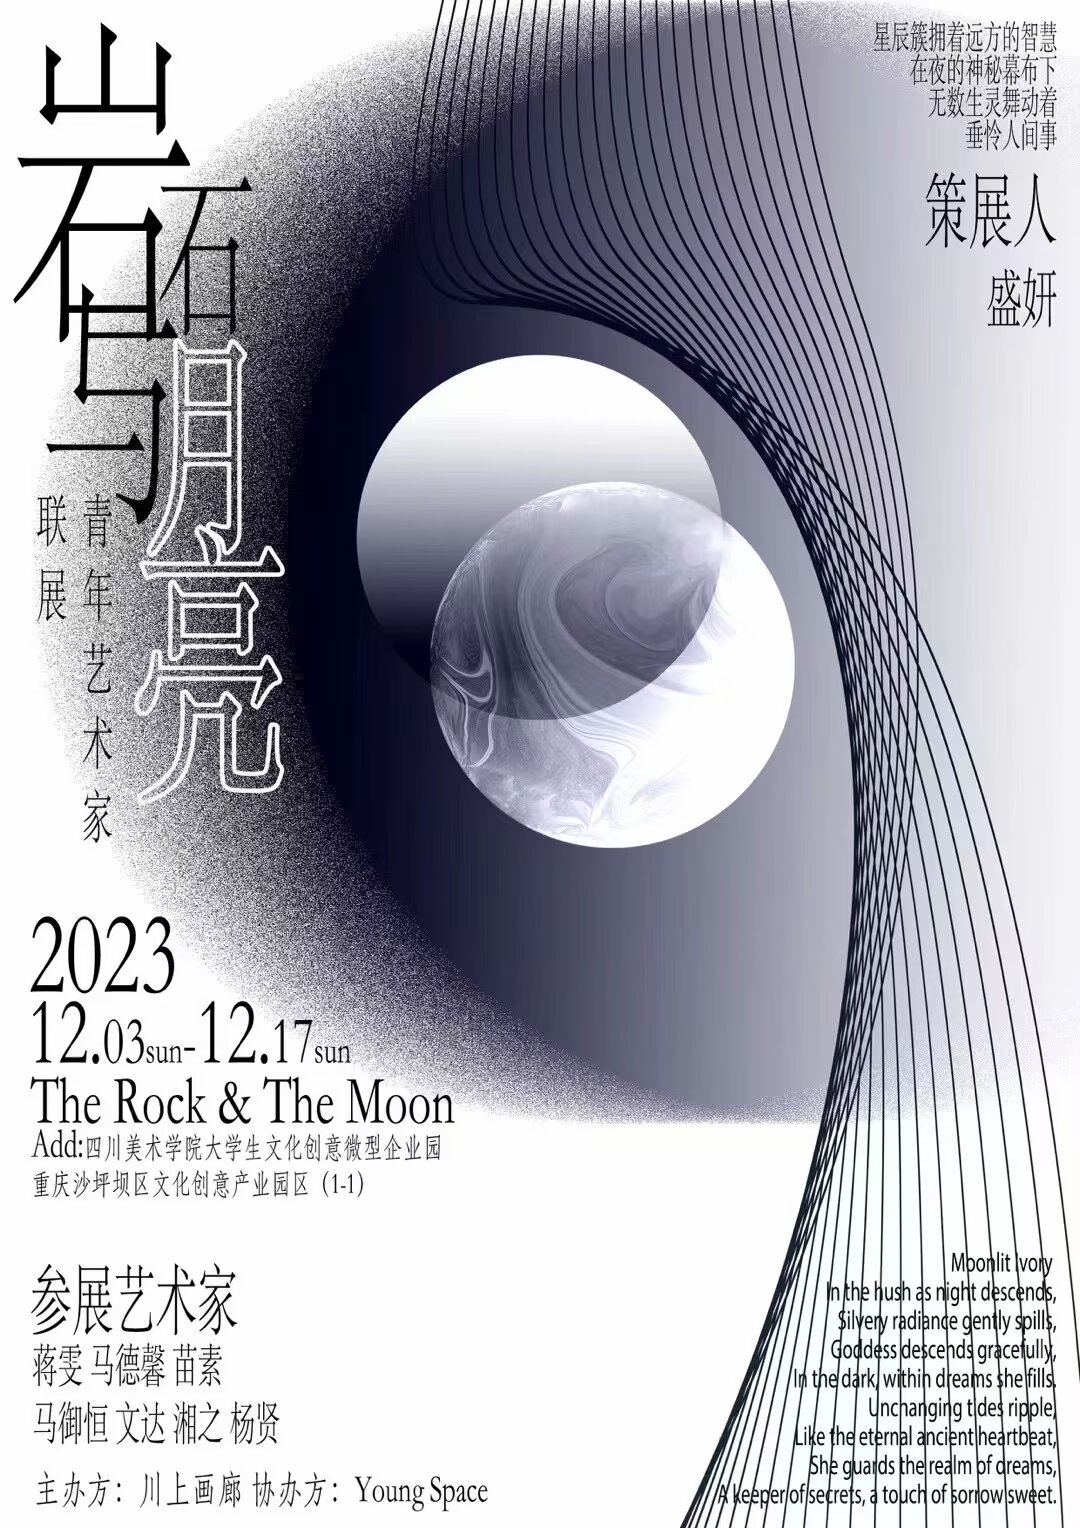 岩石
与月亮
青年艺术家
联展
星辰簇拥着远方的智慧
在夜的神秘幕布下
无数生灵舞动着
垂怜人间事
策展人
盛妍
2023
12.03sun-12.17sun
The Rock & The Moon
Add:四川美术学院大学生文化创意微型企业园
重庆沙坪坝区文化创意产业园区（1-1）
参展艺术家
蒋雯 马德馨 苗素
马御恒 文达 湘之 杨贤
主办方：川上画廊 协办方：Young Space
Moonlit Ivory
In the hush as night descends,
Silvery radiance gently spills,
Goddess descends gracefully,
In the dark, within dreams she fills.
Unchanging tides ripple,
Like the eternal ancient heartbeat,
She guards the realm of dreams,
A keeper of secrets, a touch of sorrow sweet.